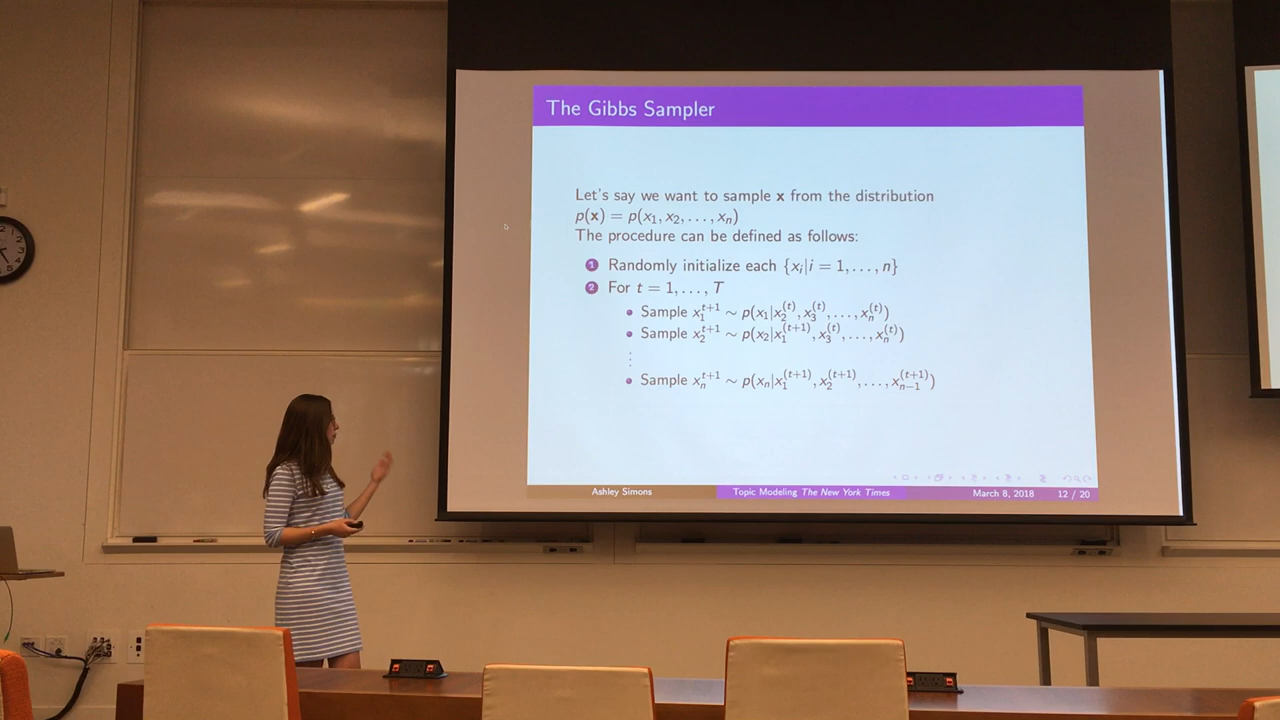 The Gibbs Sampler
Let's say we want to sample x from the distribution
p(x) = p(x₁, x₂, . . . , xₙ)
The procedure can be defined as follows:
1 Randomly initialize each {xᵢ|i = 1, . . . , n}
2 For t = 1, . . . , T
• Sample x₁^{t+1} ∼ p(x₁|x₂^{(t)}, x₃^{(t)}, . . . , xₙ^{(t)})
• Sample x₂^{t+1} ∼ p(x₂|x₁^{(t+1)}, x₃^{(t)}, . . . , xₙ^{(t)})
⋮
• Sample xₙ^{t+1} ∼ p(xₙ|x₁^{(t+1)}, x₂^{(t+1)}, . . . , xₙ₋₁^{(t+1)})
Ashley Simons Topic Modeling The New York Times March 8, 2018 12 / 20